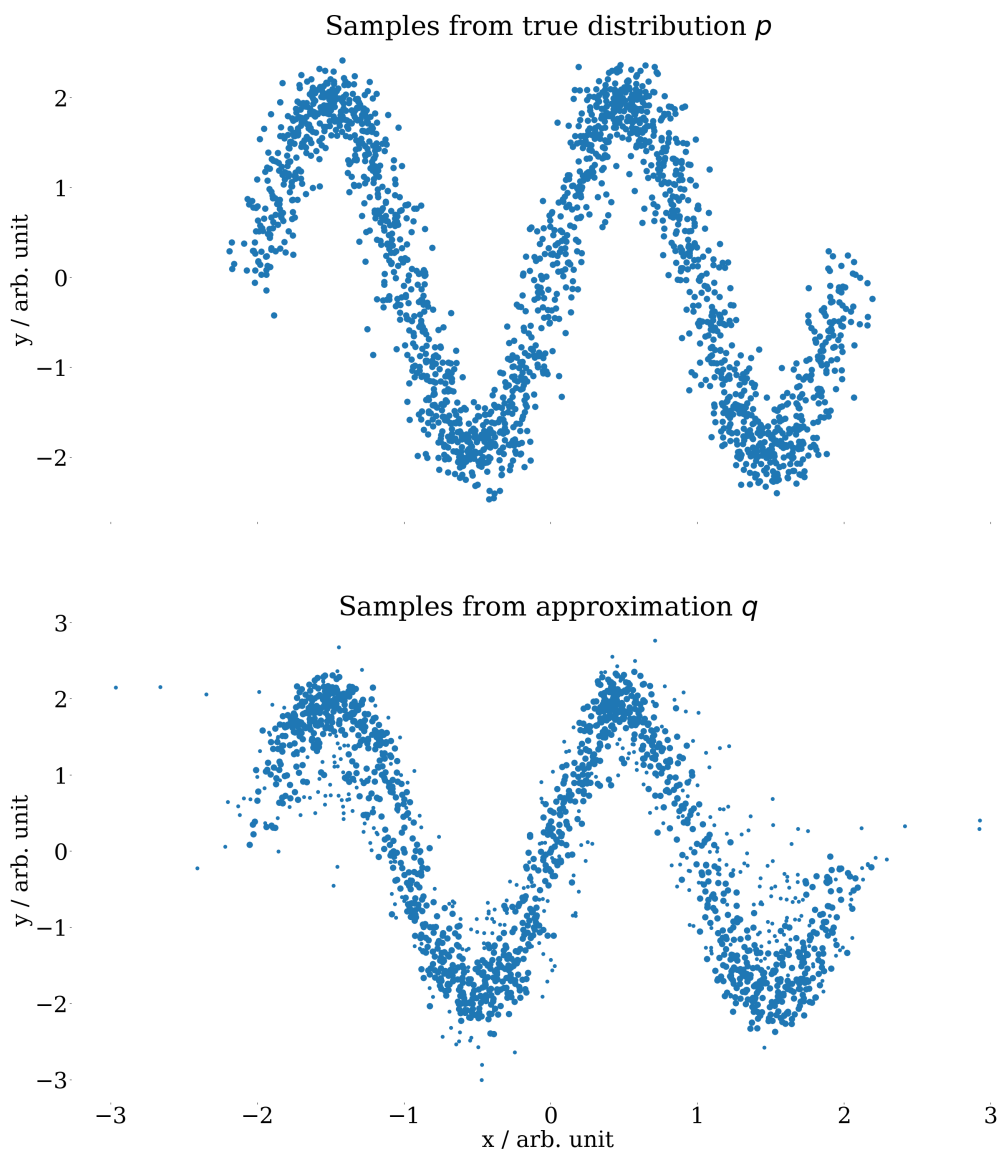 Samples from true distribution p
2
1
0
−1
−2
y / arb. unit
Samples from approximation q
3
2
1
0
−1
−2
−3
y / arb. unit
−3 −2 −1 0 1 2 3
x / arb. unit